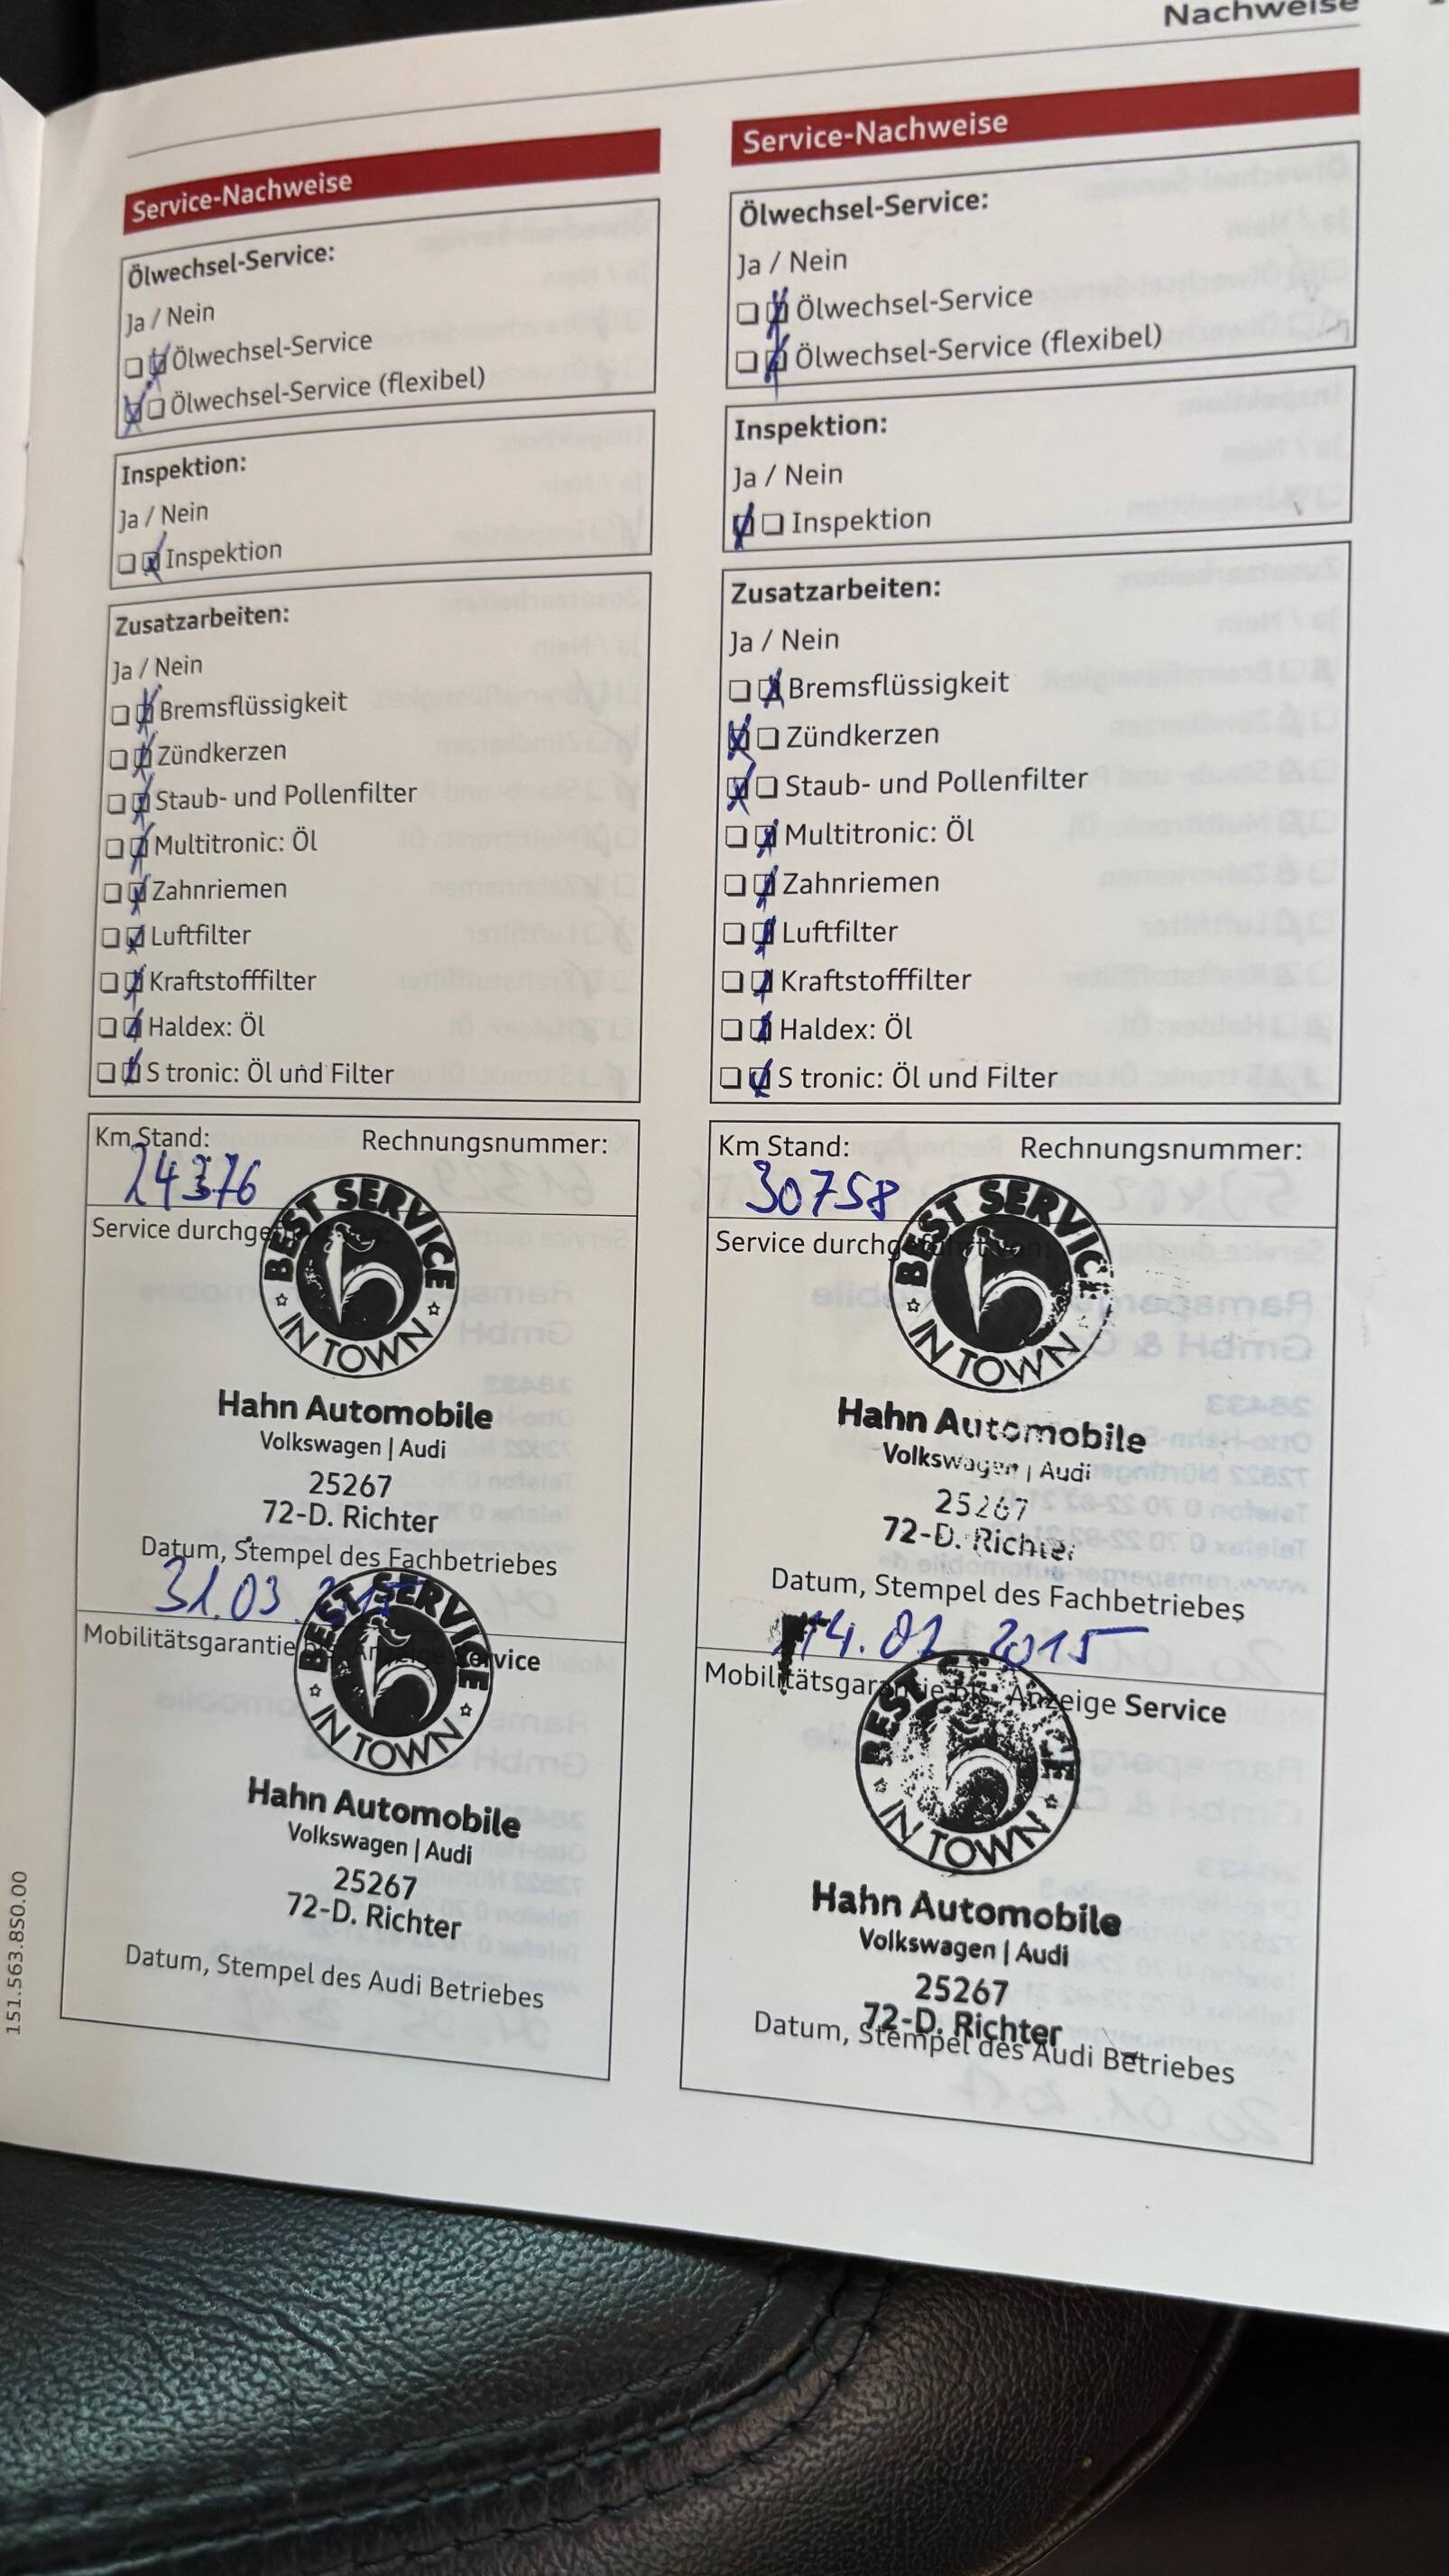 Nachweise
Service-Nachweise
Ölwechsel-Service:
Ja / Nein
Ölwechsel-Service
Ölwechsel-Service (flexibel)
Inspektion:
Ja / Nein
Inspektion
Zusatzarbeiten:
Ja / Nein
Bremsflüssigkeit
Zündkerzen
Staub- und Pollenfilter
Multitronic: Öl
Zahnriemen
Luftfilter
Kraftstofffilter
Haldex: Öl
S tronic: Öl und Filter
Km Stand: Rechnungsnummer:
24376
Service durchgeführt von:
BEST SERVICE
IN TOWN
Hahn Automobile
Volkswagen | Audi
25267
72-D. Richter
Datum, Stempel des Fachbetriebes
31.03.
Mobilitätsgarantie bis: Anzeige Service
BEST SERVICE
IN TOWN
Hahn Automobile
Volkswagen | Audi
25267
72-D. Richter
Datum, Stempel des Audi Betriebes
151.563.8S0.00
Service-Nachweise
Ölwechsel-Service:
Ja / Nein
Ölwechsel-Service
Ölwechsel-Service (flexibel)
Inspektion:
Ja / Nein
Inspektion
Zusatzarbeiten:
Ja / Nein
Bremsflüssigkeit
Zündkerzen
Staub- und Pollenfilter
Multitronic: Öl
Zahnriemen
Luftfilter
Kraftstofffilter
Haldex: Öl
S tronic: Öl und Filter
Km Stand: Rechnungsnummer:
30758
Service durchgeführt von:
BEST SERVICE
IN TOWN
Hahn Automobile
Volkswagen | Audi
25267
72-D. Richter
Datum, Stempel des Fachbetriebes
2015
Mobilitätsgarantie bis: Anzeige Service
BEST SERVICE
IN TOWN
Hahn Automobile
Volkswagen | Audi
25267
72-D. Richter
Datum, Stempel des Audi Betriebes